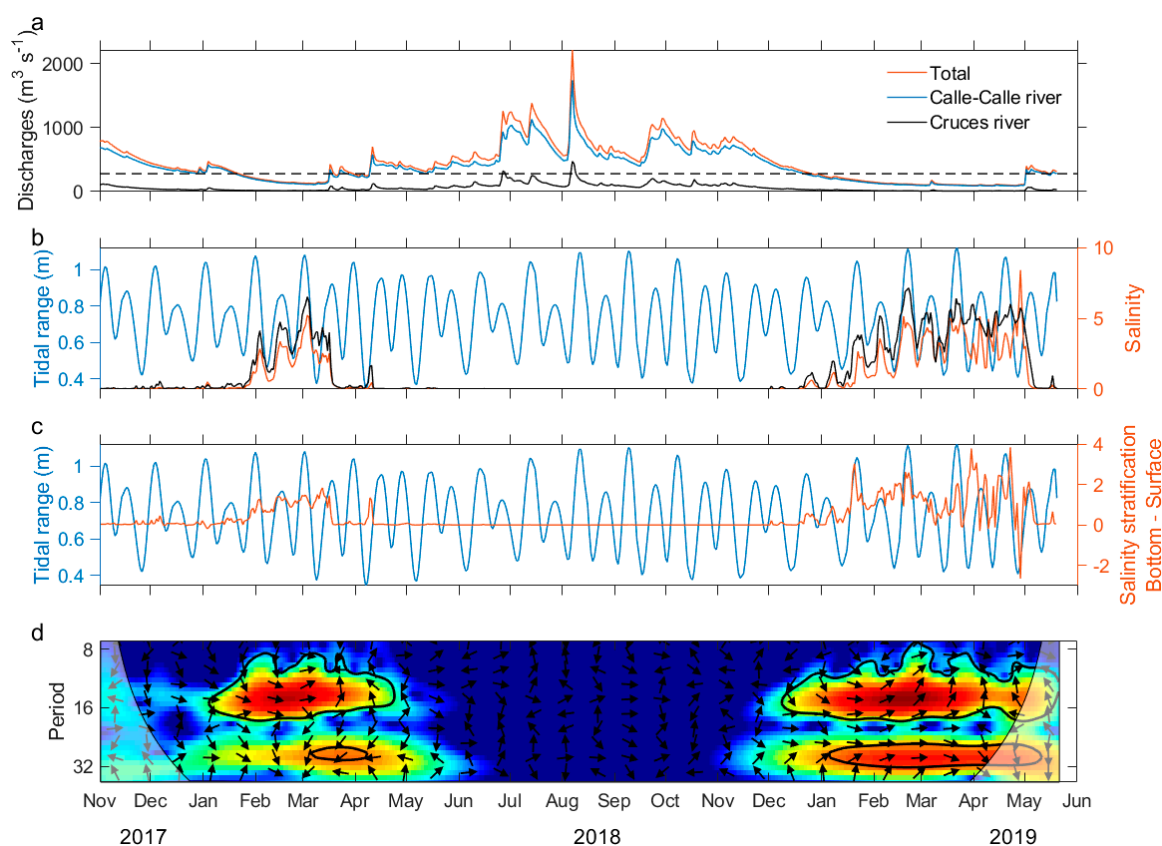 a
Discharges (m³ s⁻¹)
2000
1000
0
Total
Calle-Calle river
Cruces river
b
Tidal range (m)
1
0.8
0.6
0.4
10
5
0
Salinity
c
Tidal range (m)
1
0.8
0.6
0.4
4
2
0
-2
Salinity stratification
Bottom - Surface
d
Period
8
16
32
Nov Dec Jan Feb Mar Apr May Jun Jul Aug Sep Oct Nov Dec Jan Feb Mar Apr May Jun
2017 2018 2019